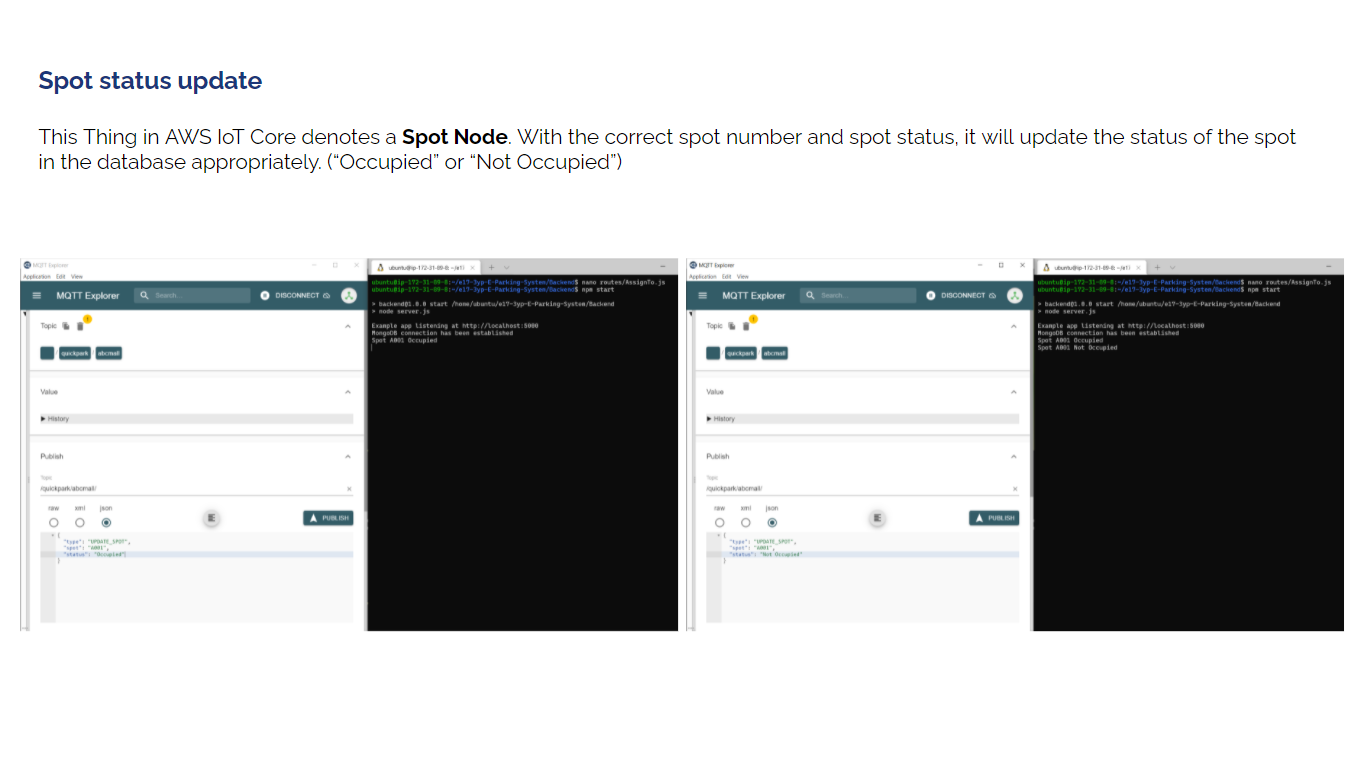 Spot status update
This Thing in AWS IoT Core denotes a Spot Node. With the correct spot number and spot status, it will update the status of the spot
in the database appropriately. (“Occupied” or “Not Occupied”)
MQTT Explorer
Application Edit View
MQTT Explorer
Search...
DISCONNECT
Topic
1
quickpark
abcmall
Value
History
Publish
Topic
/quickpark/abcmall/
raw xml json
PUBLISH
{
"type": "UPDATE_SPOT",
"spot": "A001",
"status": "Occupied"
}
ubuntu@ip-172-31-89-8:
ubuntu@ip-172-31-89-8:~/e17-3yp-E-Parking-System/Backend$ nano routes/AssignTo.js
ubuntu@ip-172-31-89-8:~/e17-3yp-E-Parking-System/Backend$ npm start
> backend@1.0.0 start /home/ubuntu/e17-3yp-E-Parking-System/Backend
> node server.js
Example app listening at http://localhost:5000
MongoDB connection has been established
Spot A001 Occupied
MQTT Explorer
Application Edit View
MQTT Explorer
Search...
DISCONNECT
Topic
1
quickpark
abcmall
Value
History
Publish
Topic
/quickpark/abcmall/
raw xml json
PUBLISH
{
"type": "UPDATE_SPOT",
"spot": "A001",
"status": "Not Occupied"
}
ubuntu@ip-172-31-89-8:
ubuntu@ip-172-31-89-8:~/e17-3yp-E-Parking-System/Backend$ nano routes/AssignTo.js
ubuntu@ip-172-31-89-8:~/e17-3yp-E-Parking-System/Backend$ npm start
> backend@1.0.0 start /home/ubuntu/e17-3yp-E-Parking-System/Backend
> node server.js
Example app listening at http://localhost:5000
MongoDB connection has been established
Spot A001 Occupied
Spot A001 Not Occupied